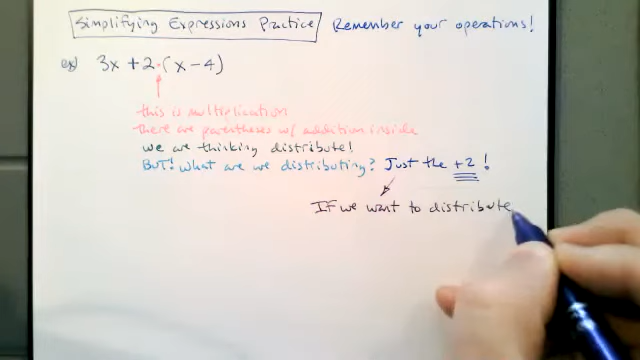 Simplifying Expressions Practice Remember your operations!
ex) 3x + 2 · (x - 4)
this is multiplication
there are parentheses w/ addition inside
we are thinking distribute!
BUT! What are we distributing? Just the +2 !
If we want to distribute